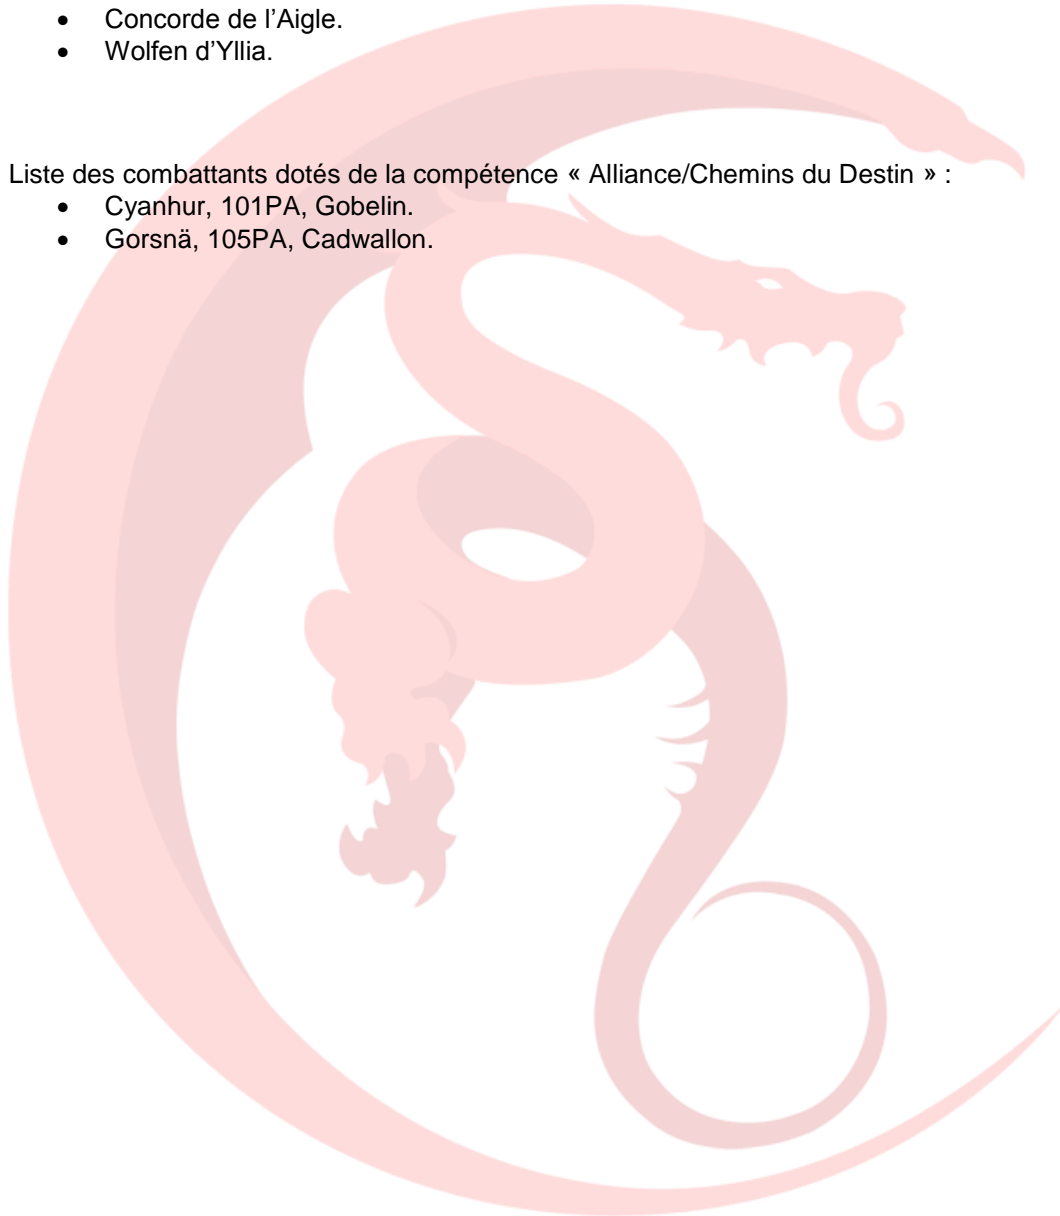 • Concorde de l’Aigle.
• Wolfen d’Yllia.
Liste des combattants dotés de la compétence « Alliance/Chemins du Destin » :
• Cyanhur, 101PA, Gobelin.
• Gorsnä, 105PA, Cadwallon.